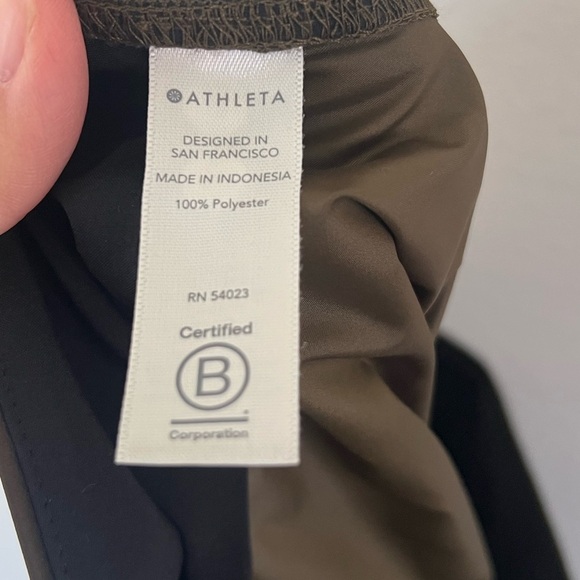 ATHLETA
DESIGNED IN
SAN FRANCISCO
MADE IN INDONESIA
100% Polyester
RN 54023
Certified
B
Corporation